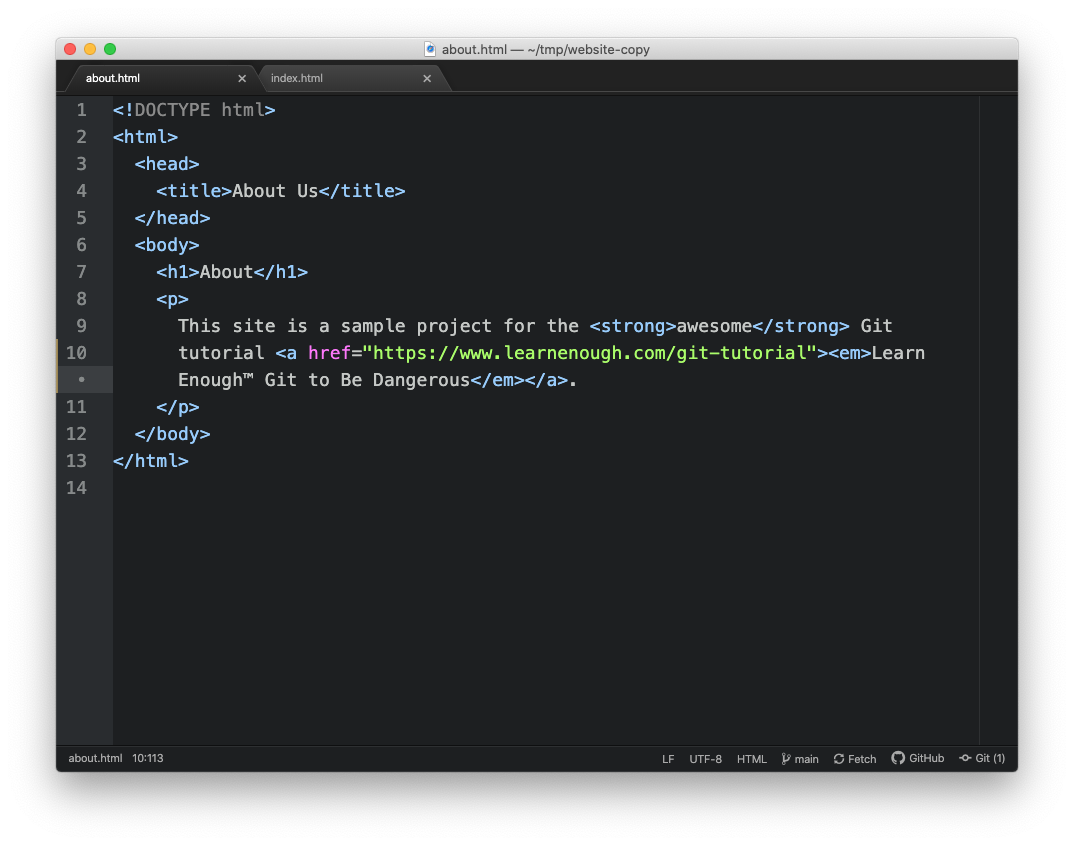 about.html — ~/tmp/website-copy
about.html × index.html ×
1 <!DOCTYPE html>
2 <html>
3   <head>
4     <title>About Us</title>
5   </head>
6   <body>
7     <h1>About</h1>
8     <p>
9       This site is a sample project for the <strong>awesome</strong> Git
10       tutorial <a href="https://www.learnenough.com/git-tutorial"><em>Learn
•       Enough™ Git to Be Dangerous</em></a>.
11     </p>
12   </body>
13 </html>
14
about.html 10:113 LF UTF-8 HTML main Fetch GitHub Git (1)